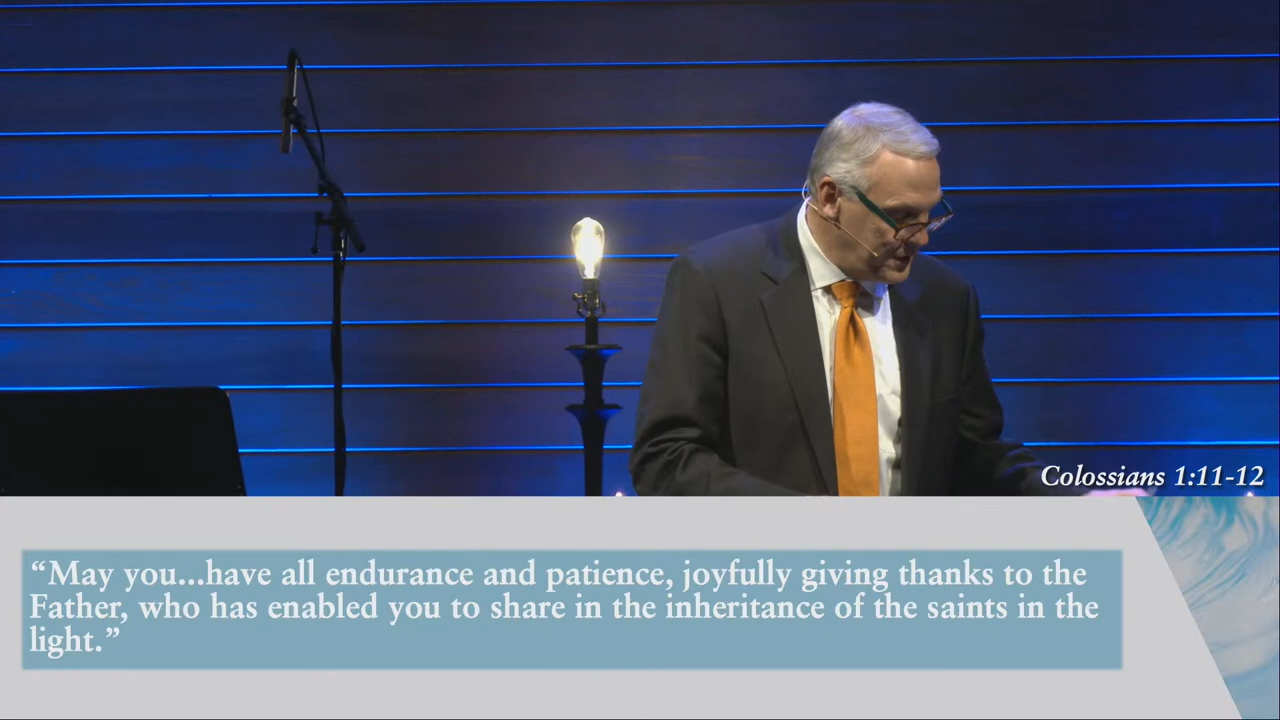 Colossians 1:11-12
“May you...have all endurance and patience, joyfully giving thanks to the
Father, who has enabled you to share in the inheritance of the saints in the
light.”